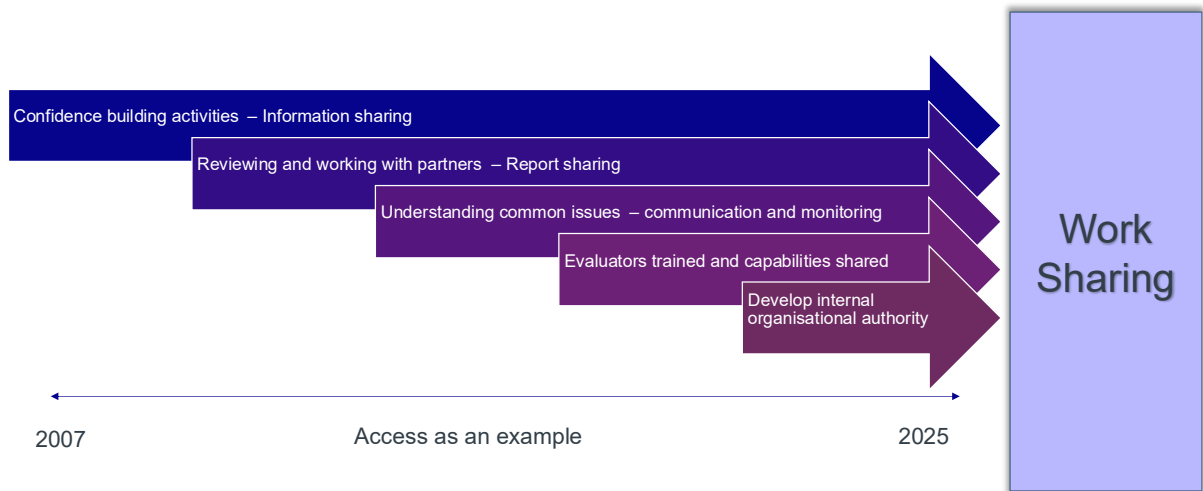 Confidence building activities – Information sharing
Reviewing and working with partners – Report sharing
Understanding common issues – communication and monitoring
Evaluators trained and capabilities shared
Develop internal
organisational authority
Work
Sharing
2007
Access as an example
2025